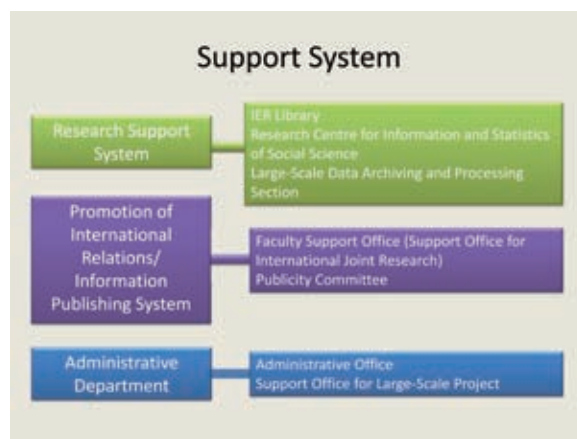 Support System
Research Support
System
IER Library
Research Centre for Information and Statistics
of Social Science
Large-Scale Data Archiving and Processing
Section
Promotion of
International
Relations/
Information
Publishing System
Faculty Support Office (Support Office for
International Joint Research)
Publicity Committee
Administrative
Department
Administrative Office
Support Office for Large-Scale Project